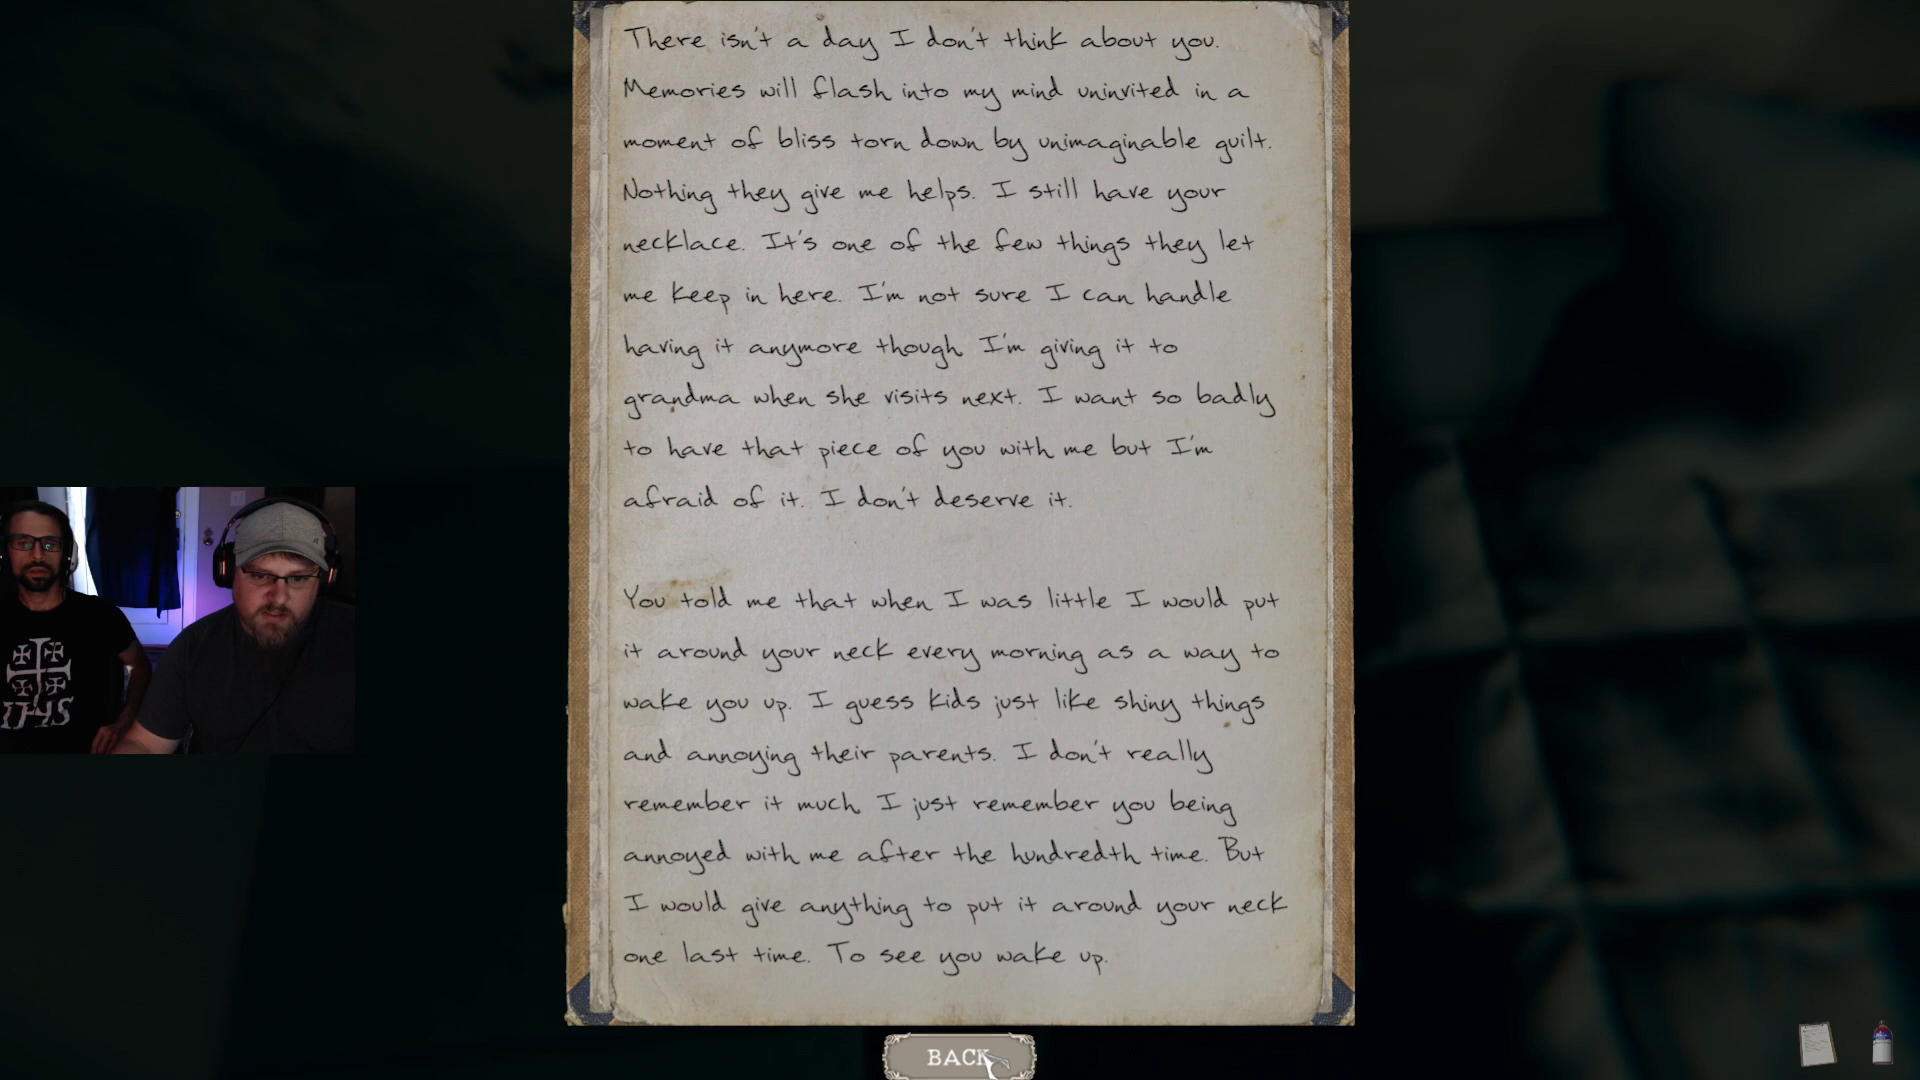 There isn't a day I don't think about you.
Memories will flash into my mind uninvited in a
moment of bliss torn down by unimaginable guilt.
Nothing they give me helps. I still have your
necklace. It's one of the few things they let
me keep in here. I'm not sure I can handle
having it anymore though I'm giving it to
grandma when she visits next. I want so badly
to have that piece of you with me but I'm
afraid of it. I don't deserve it.
You told me that when I was little I would put
it around your neck every morning as a way to
wake you up. I guess kids just like shiny things
and annoying their parents. I don't really
remember it much I just remember you being
annoyed with me after the hundredth time. But
I would give anything to put it around your neck
one last time. To see you wake up.
BACK